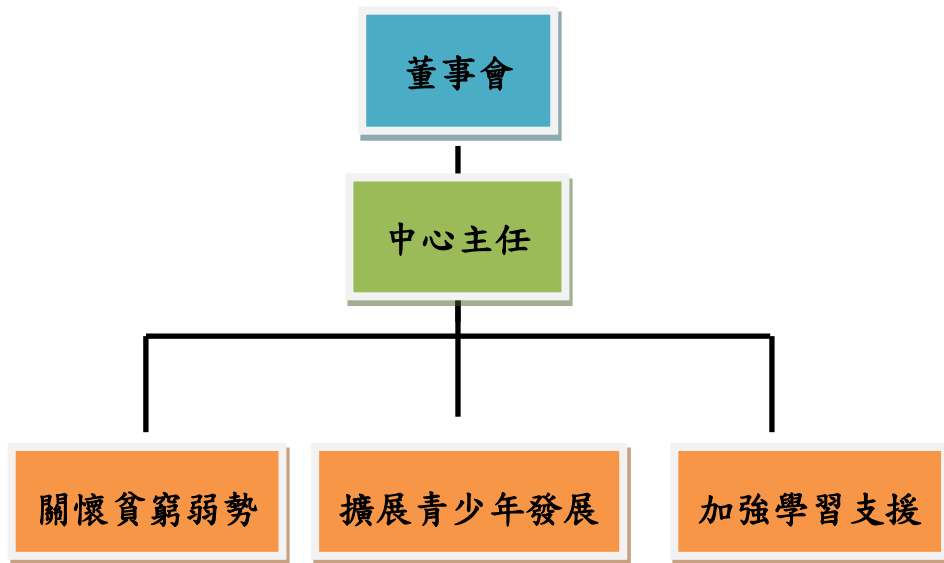 董事會
中心主任
關懷貧窮弱勢
擴展青少年發展
加強學習支援